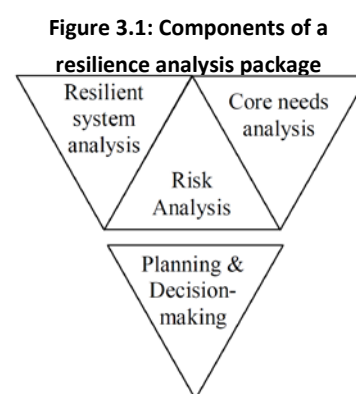 Figure 3.1: Components of a
resilience analysis package
Resilient
system
analysis
Core needs
analysis
Risk
Analysis
Planning &
Decision-
making